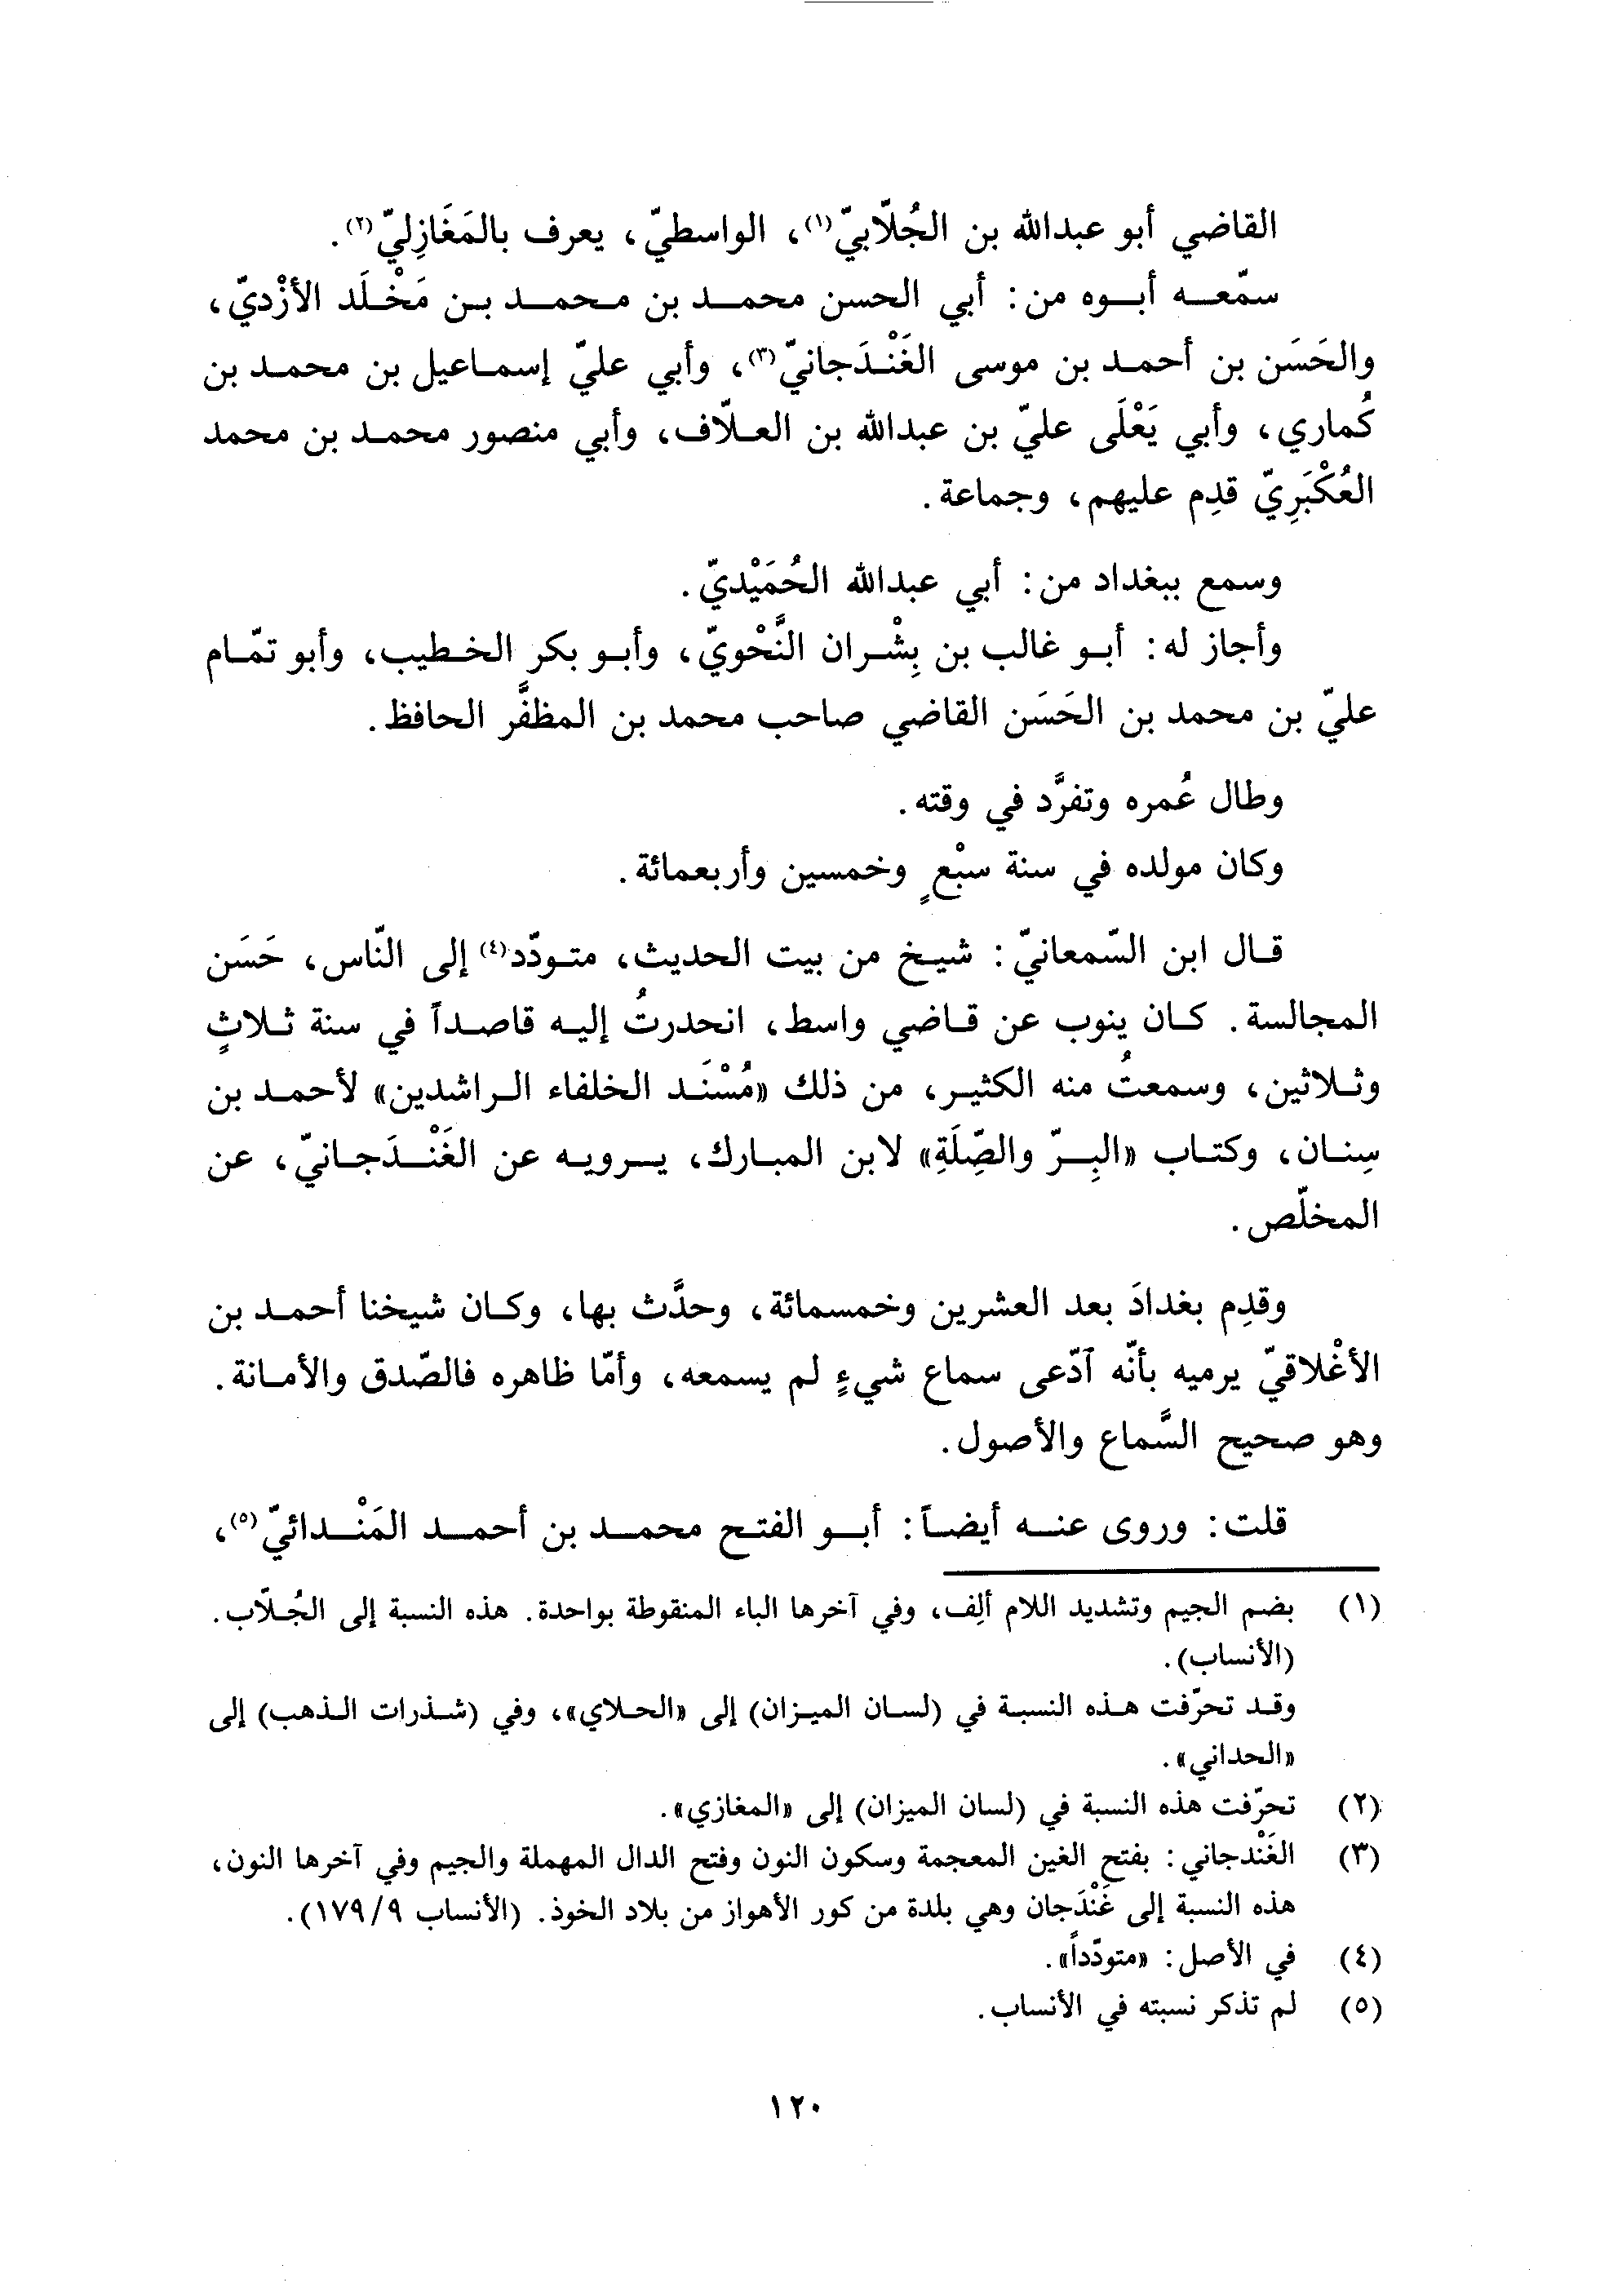 القاضي أبو عبدالله بن الجُلّابيّ(١)، الواسطيّ، يعرف بالمَغَازِليّ(٢).
سمّعه أبوه من: أبي الحسن محمد بن محمد بن مَخْلَد الأزْديّ،
والحَسَن بن أحمد بن موسى الغَنْدَجانيّ(٣)، وأبي عليّ إسماعيل بن محمد بن
كُماري، وأبي يَعْلَى عليّ بن عبدالله بن العلّاف، وأبي منصور محمد بن محمد
العُكْبَرِيّ قدِم عليهم، وجماعة.
وسمع ببغداد من: أبي عبدالله الحُمَيْديّ.
وأجاز له: أبو غالب بن بِشْران النَّحْويّ، وأبو بكر الخطيب، وأبو تمّام
عليّ بن محمد بن الحَسَن القاضي صاحب محمد بن المظفَّر الحافظ.
وطال عُمره وتفرَّد في وقته.
وكان مولده في سنة سبْعٍ وخمسين وأربعمائة.
قال ابن السّمعانيّ: شيخ من بيت الحديث، متودّد(٤) إلى النّاس، حَسَن
المجالسة. كان ينوب عن قاضي واسط، انحدرتُ إليه قاصداً في سنة ثلاثٍ
وثلاثين، وسمعتُ منه الكثير، من ذلك «مُسْنَد الخلفاء الراشدين» لأحمد بن
سِنان، وكتاب «البِرّ والصِّلَةِ» لابن المبارك، يرويه عن الغَنْدَجانيّ، عن
المخلّص.
وقدِم بغدادَ بعد العشرين وخمسمائة، وحدَّث بها، وكان شيخنا أحمد بن
الأغْلاقيّ يرميه بأنّه آدّعى سماع شيءٍ لم يسمعه، وأمّا ظاهره فالصّدق والأمانة.
وهو صحيح السَّماع والأصول.
قلت: وروى عنه أيضاً: أبو الفتح محمد بن أحمد المَنْدائيّ(٥)،
(١) بضم الجيم وتشديد اللام ألِف، وفي آخرها الباء المنقوطة بواحدة. هذه النسبة إلى الجُلّاب.
(الأنساب).
وقد تحرّفت هذه النسبة في (لسان الميزان) إلى «الحلاي»، وفي (شذرات الذهب) إلى
«الحداني».
(٢) تحرّفت هذه النسبة في (لسان الميزان) إلى «المغازي».
(٣) الغَنْدجاني: بفتح الغين المعجمة وسكون النون وفتح الدال المهملة والجيم وفي آخرها النون،
هذه النسبة إلى غَنْدَجان وهي بلدة من كور الأهواز من بلاد الخوذ. (الأنساب ١٧٩/٩).
(٤) في الأصل: «متودّداً».
(٥) لم تذكر نسبته في الأنساب.
١٢٠